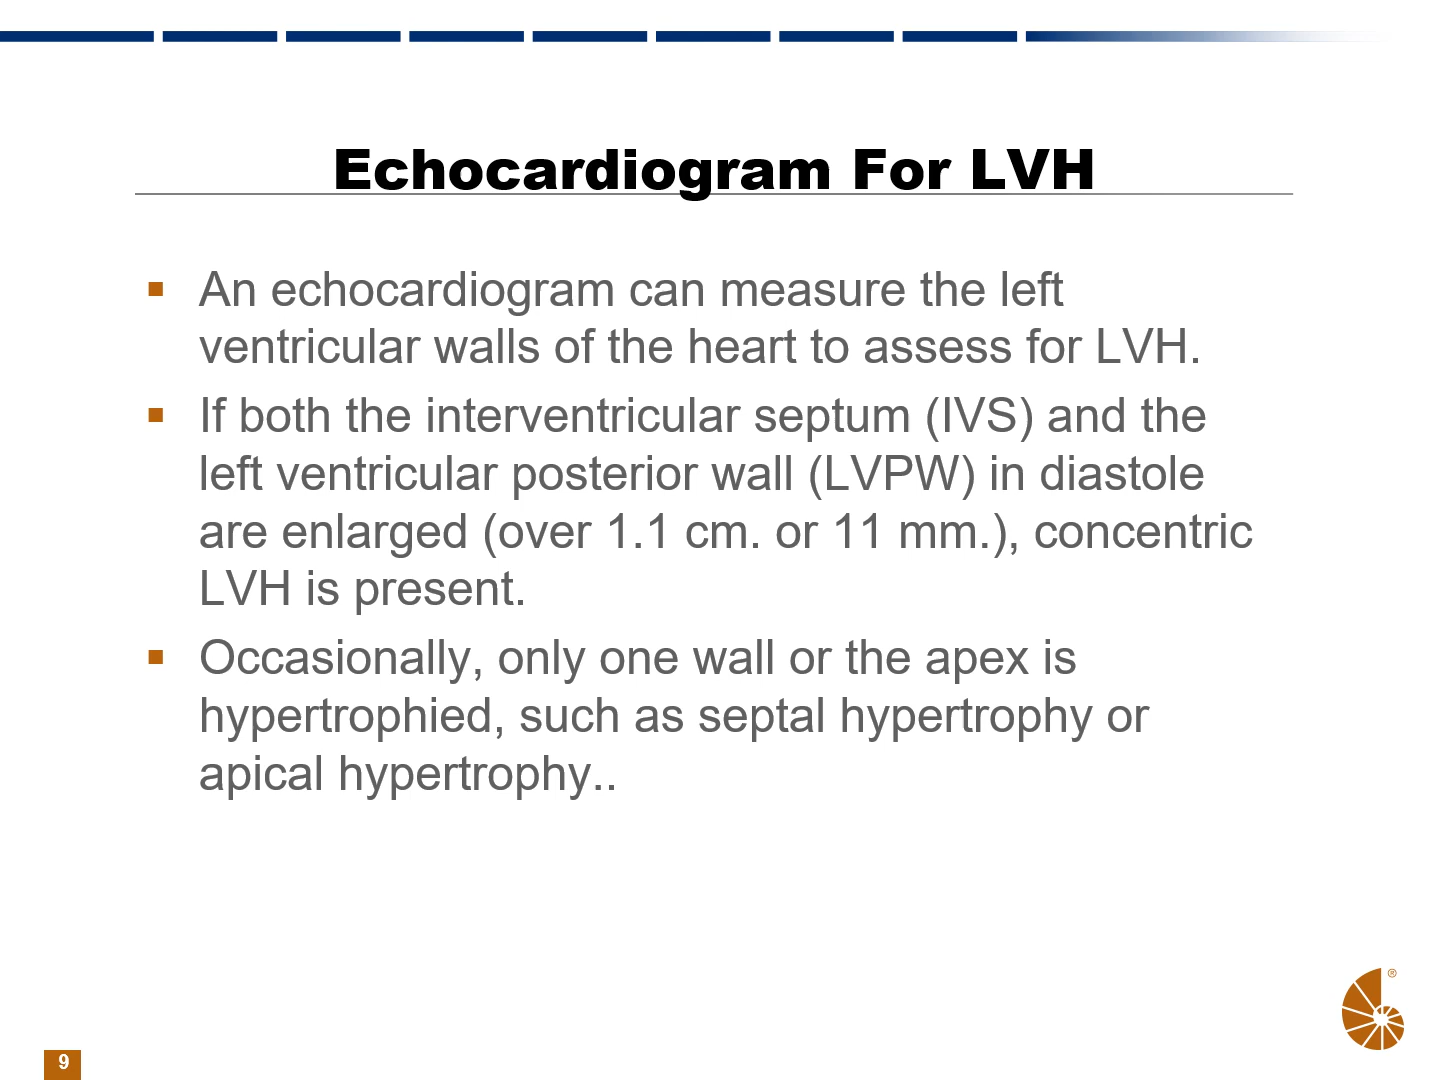 Echocardiogram For LVH
An echocardiogram can measure the left
ventricular walls of the heart to assess for LVH.
If both the interventricular septum (IVS) and the
left ventricular posterior wall (LVPW) in diastole
are enlarged (over 1.1 cm. or 11 mm.), concentric
LVH is present.
Occasionally, only one wall or the apex is
hypertrophied, such as septal hypertrophy or
apical hypertrophy..
®
9